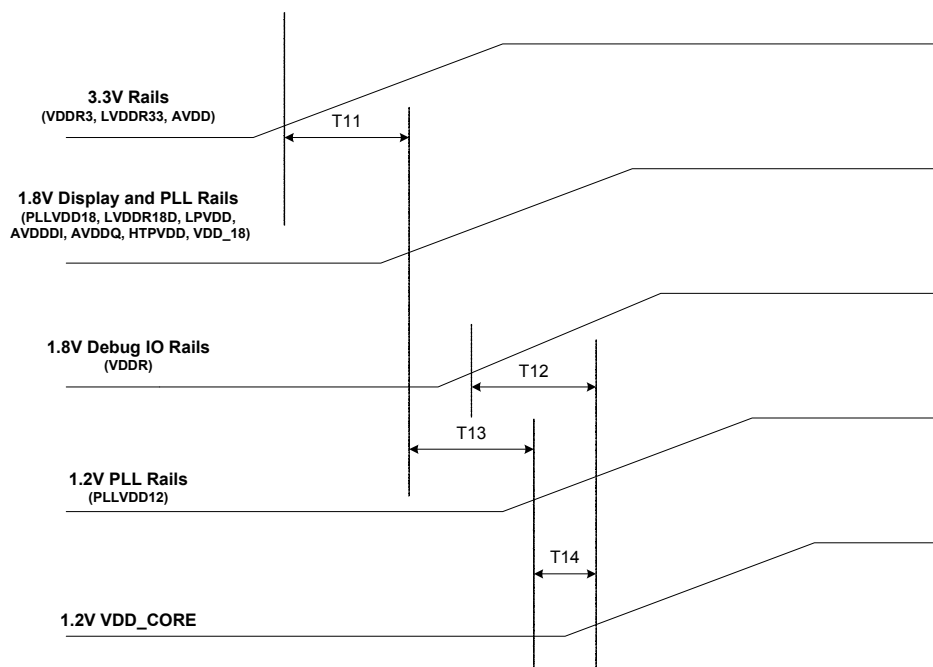 3.3V Rails
(VDDR3, LVDDR33, AVDD)
T11
1.8V Display and PLL Rails
(PLLVDD18, LVDDR18D, LPVDD,
AVDDDI, AVDDQ, HTPVDD, VDD_18)
1.8V Debug IO Rails
(VDDR)
T12
T13
1.2V PLL Rails
(PLLVDD12)
T14
1.2V VDD_CORE